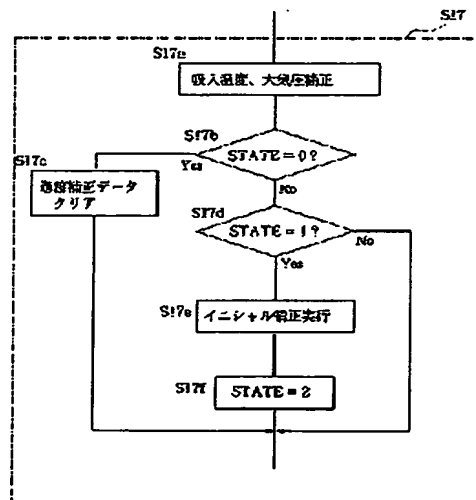 S17
S17a
吸入温度、大気圧補正
S17b
STATE=0?
Yes
No
S17c
過渡補正データ
クリア
S17d
STATE=1?
No
Yes
S17e
イニシャル補正実行
S17f
STATE=2